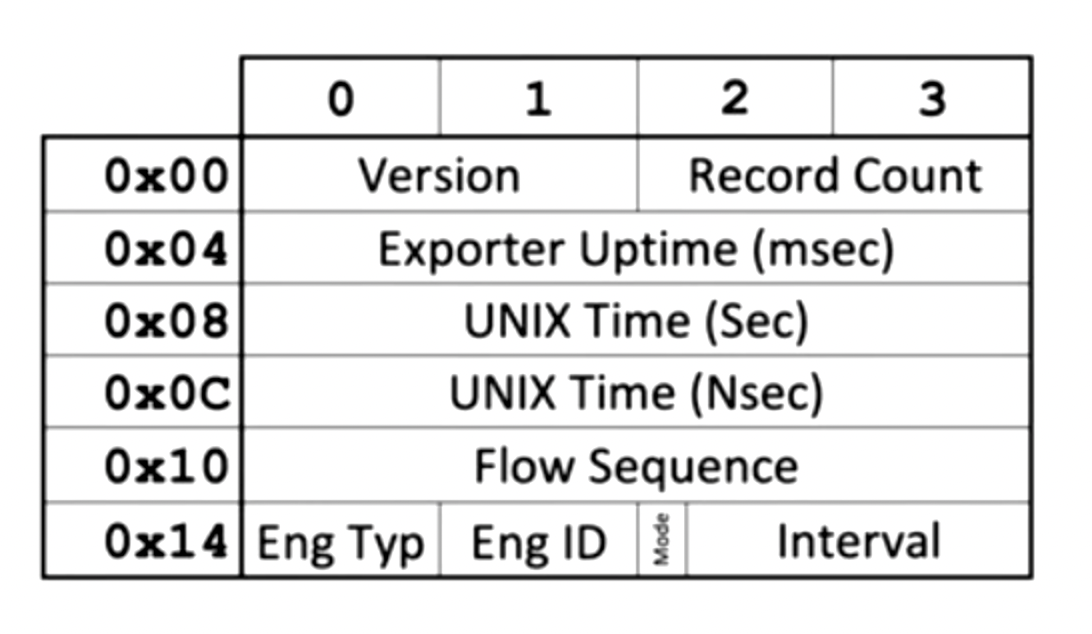 0 1 2 3
0x00 Version Record Count
0x04 Exporter Uptime (msec)
0x08 UNIX Time (Sec)
0x0C UNIX Time (Nsec)
0x10 Flow Sequence
0x14 Eng Typ Eng ID Mode Interval